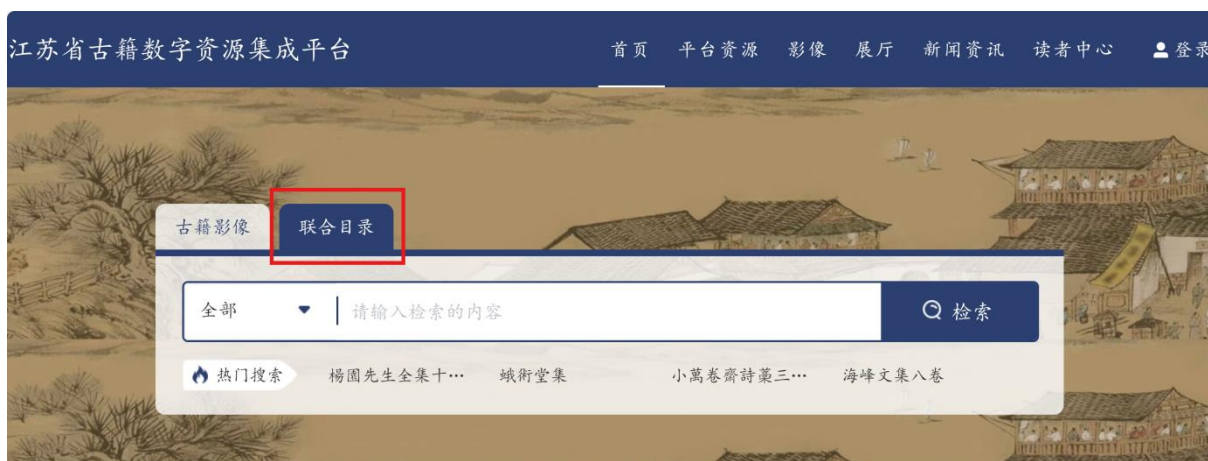 江苏省古籍数字资源集成平台 首页 平台资源 影像 展厅 新闻资讯 读者中心 登录
古籍影像 联合目录
全部 请输入检索的内容 检索
热门搜索 楊園先生全集十… 蛾術堂集 小萬卷齋詩藁三… 海峰文集八卷